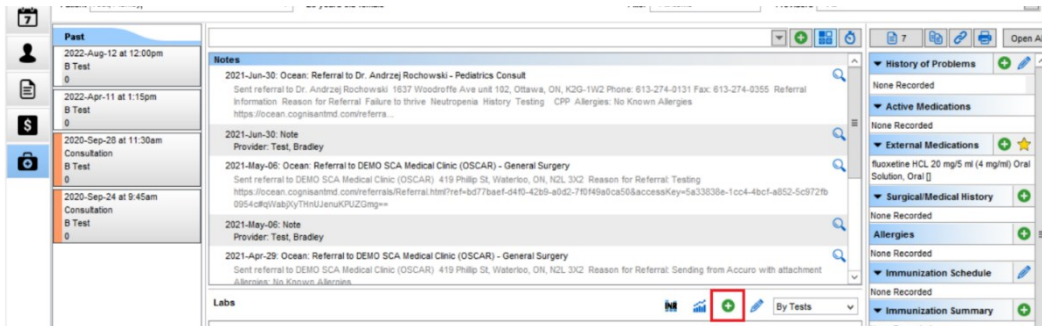 7
Past
2022-Aug-12 at 12:00pm
B Test
0
2022-Apr-11 at 1:15pm
B Test
0
2020-Sep-28 at 11:30am
Consultation
B Test
0
2020-Sep-24 at 9:45am
Consultation
B Test
0
Notes
2021-Jun-30: Ocean: Referral to Dr. Andrzej Rochowski - Pediatrics Consult
Sent referral to Dr. Andrzej Rochowski 1637 Woodroffe Ave unit 102, Ottawa, ON, K2G-1W2 Phone: 613-274-0131 Fax: 613-274-0355 Referral
Information Reason for Referral Failure to thrive Neutropenia History Testing CPP Allergies: No Known Allergies
https://ocean.cognisantmd.com/referra...
2021-Jun-30: Note
Provider: Test, Bradley
2021-May-06: Ocean: Referral to DEMO SCA Medical Clinic (OSCAR) - General Surgery
Sent referral to DEMO SCA Medical Clinic (OSCAR) 419 Phillip St, Waterloo, ON, N2L 3X2 Reason for Referral: Testing
https://ocean.cognisantmd.com/referrals/Referral.html?ref=bd77baef-d4f0-42b9-a0d2-7f0f49a0ca50&accessKey=5a33838e-1cc4-4bcf-a852-5c972fb
0954c#qWabjXyTHnUJenuKPUZGmg==
2021-May-06: Note
Provider: Test, Bradley
2021-Apr-29: Ocean: Referral to DEMO SCA Medical Clinic (OSCAR) - General Surgery
Sent referral to DEMO SCA Medical Clinic (OSCAR) 419 Phillip St, Waterloo, ON, N2L 3X2 Reason for Referral: Sending from Accuro with attachment
Allergies: No Known Allergies
Labs
By Tests
7
Open A
History of Problems
None Recorded
Active Medications
None Recorded
External Medications
fluoxetine HCL 20 mg/5 ml (4 mg/ml) Oral
Solution, Oral []
Surgical/Medical History
None Recorded
Allergies
None Recorded
Immunization Schedule
None Recorded
Immunization Summary